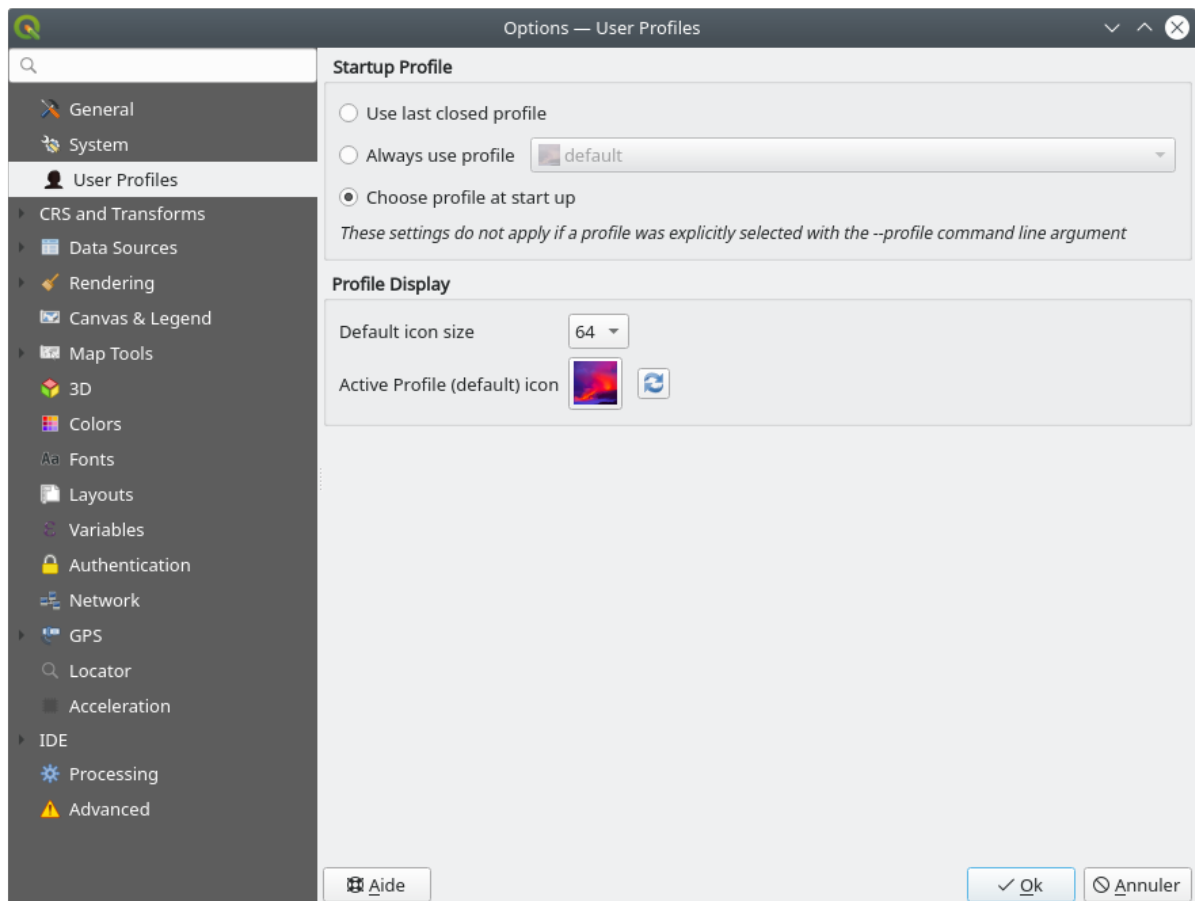 Options — User Profiles
General
System
User Profiles
CRS and Transforms
Data Sources
Rendering
Canvas & Legend
Map Tools
3D
Colors
Aa Fonts
Layouts
ε Variables
Authentication
Network
GPS
Locator
Acceleration
IDE
Processing
Advanced
Startup Profile
Use last closed profile
Always use profile default
Choose profile at start up
These settings do not apply if a profile was explicitly selected with the --profile command line argument
Profile Display
Default icon size 64
Active Profile (default) icon
Aide
Ok
Annuler